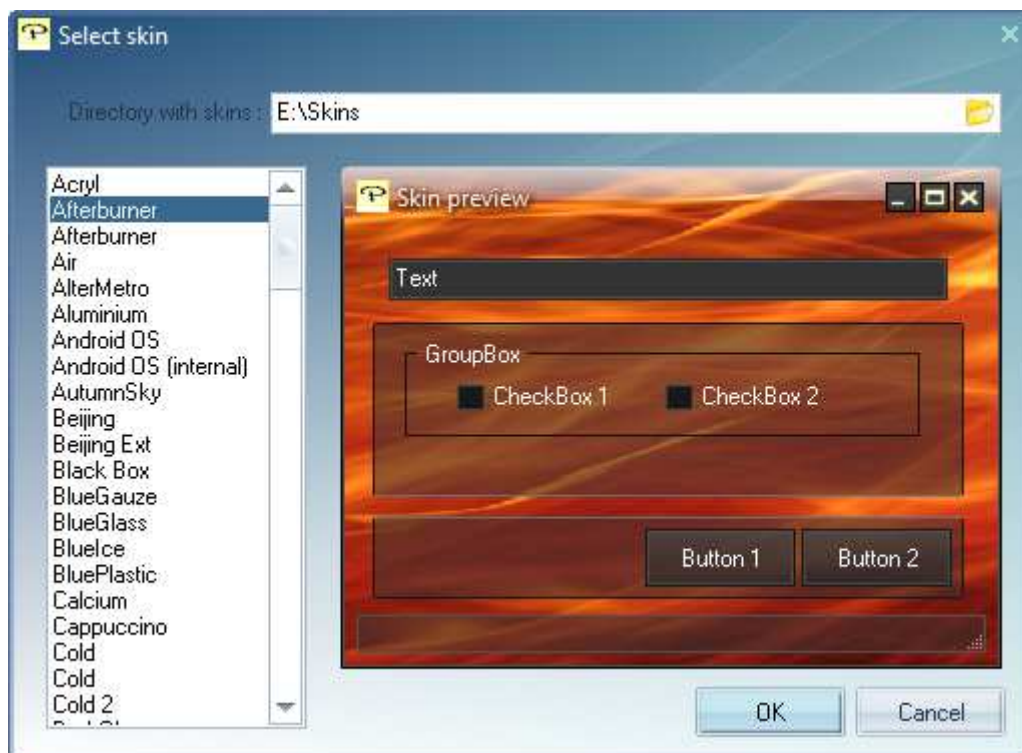 Select skin
Directory with skins :
E:\Skins
Acryl
Afterburner
Afterburner
Air
AlterMetro
Aluminium
Android OS
Android OS (internal)
AutumnSky
Beijing
Beijing Ext
Black Box
BlueGauze
BlueGlass
BlueIce
BluePlastic
Calcium
Cappuccino
Cold
Cold
Cold 2
Skin preview
Text
GroupBox
CheckBox 1
CheckBox 2
Button 1
Button 2
OK
Cancel